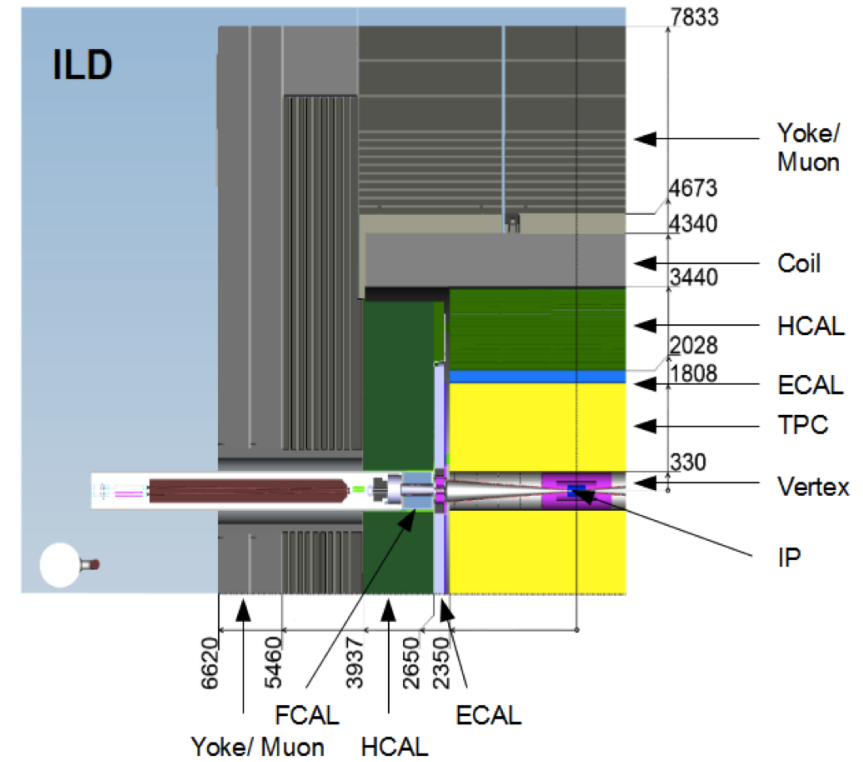 ILD
7833
Yoke/
Muon
4673
4340
Coil
3440
HCAL
2028
1808
ECAL
TPC
330
Vertex
IP
6620
5460
3937
2650
2350
FCAL
ECAL
Yoke/ Muon
HCAL